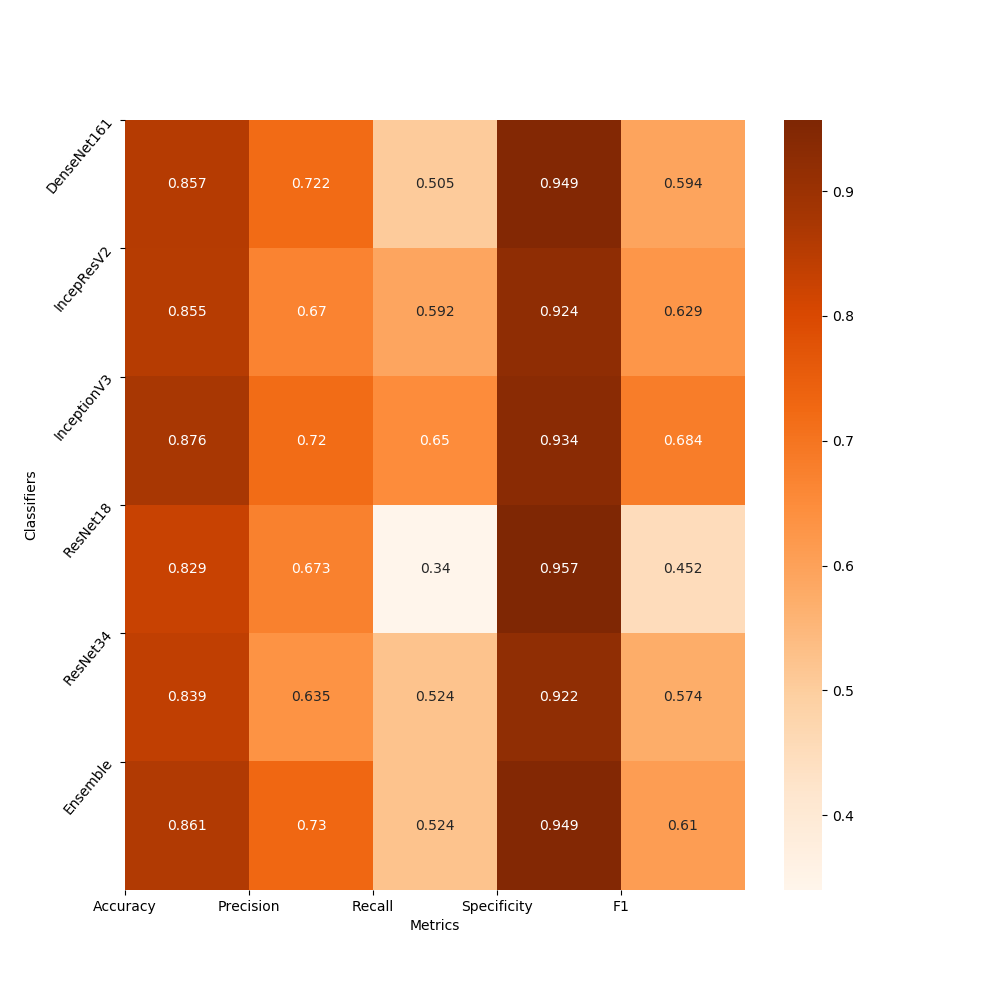 DenseNet161
0.857 0.722 0.505 0.949 0.594
IncepResV2
0.855 0.67 0.592 0.924 0.629
InceptionV3
0.876 0.72 0.65 0.934 0.684
ResNet18
0.829 0.673 0.34 0.957 0.452
ResNet34
0.839 0.635 0.524 0.922 0.574
Ensemble
0.861 0.73 0.524 0.949 0.61
Classifiers
Accuracy Precision Recall Specificity F1
Metrics
0.9
0.8
0.7
0.6
0.5
0.4